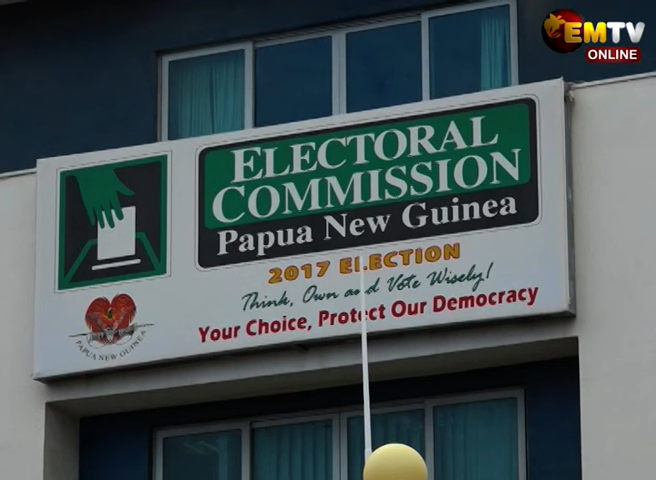 EMTV
ONLINE
ELECTORAL
COMMISSION
Papua New Guinea
2017 ELECTION
Think, Own and Vote Wisely!
Your Choice, Protect Our Democracy
PAPUA NEW GUINEA